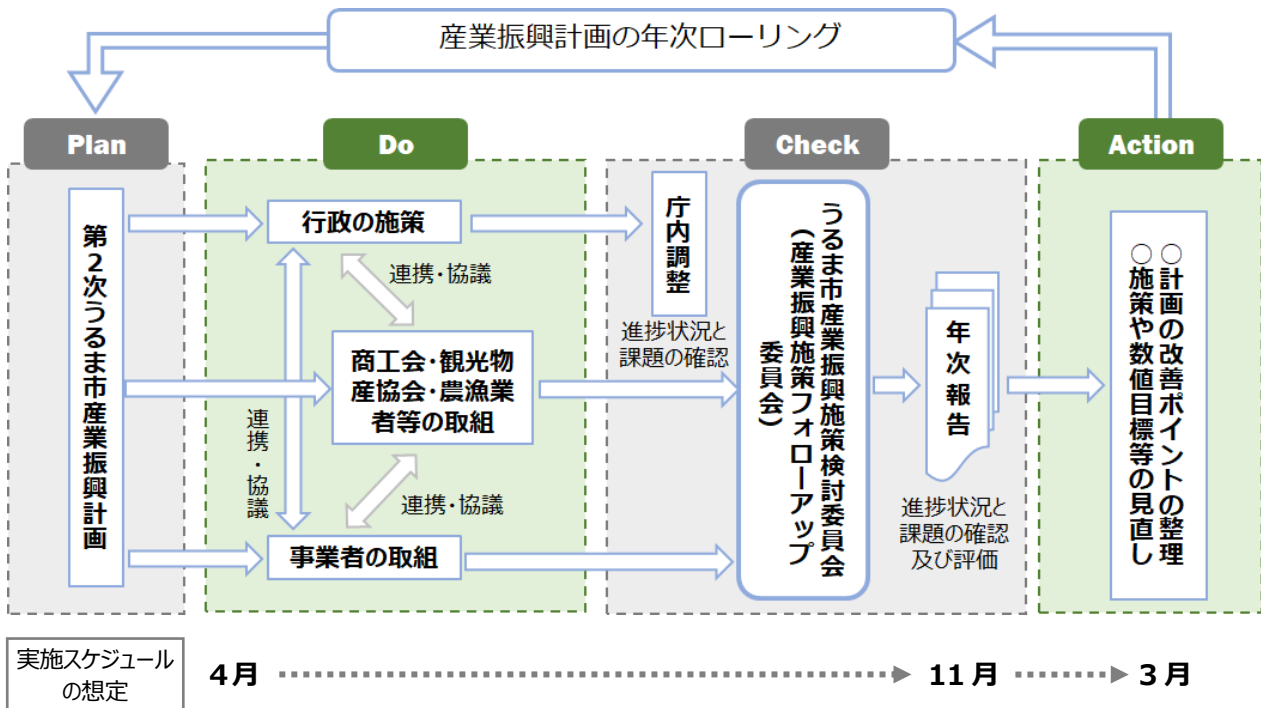 産業振興計画の年次ローリング
Plan
Do
Check
Action
第2次うるま市産業振興計画
行政の施策
連携・協議
商工会・観光物
産協会・農漁業
者等の取組
連携・協議
連携・協議
事業者の取組
庁内調整
進捗状況と
課題の確認
うるま市産業振興施策検討委員会
(産業振興施策フォローアップ
委員会)
年次報告
進捗状況と
課題の確認
及び評価
○計画の改善ポイントの整理
○施策や数値目標等の見直し
実施スケジュール
の想定
4月
11月
3月